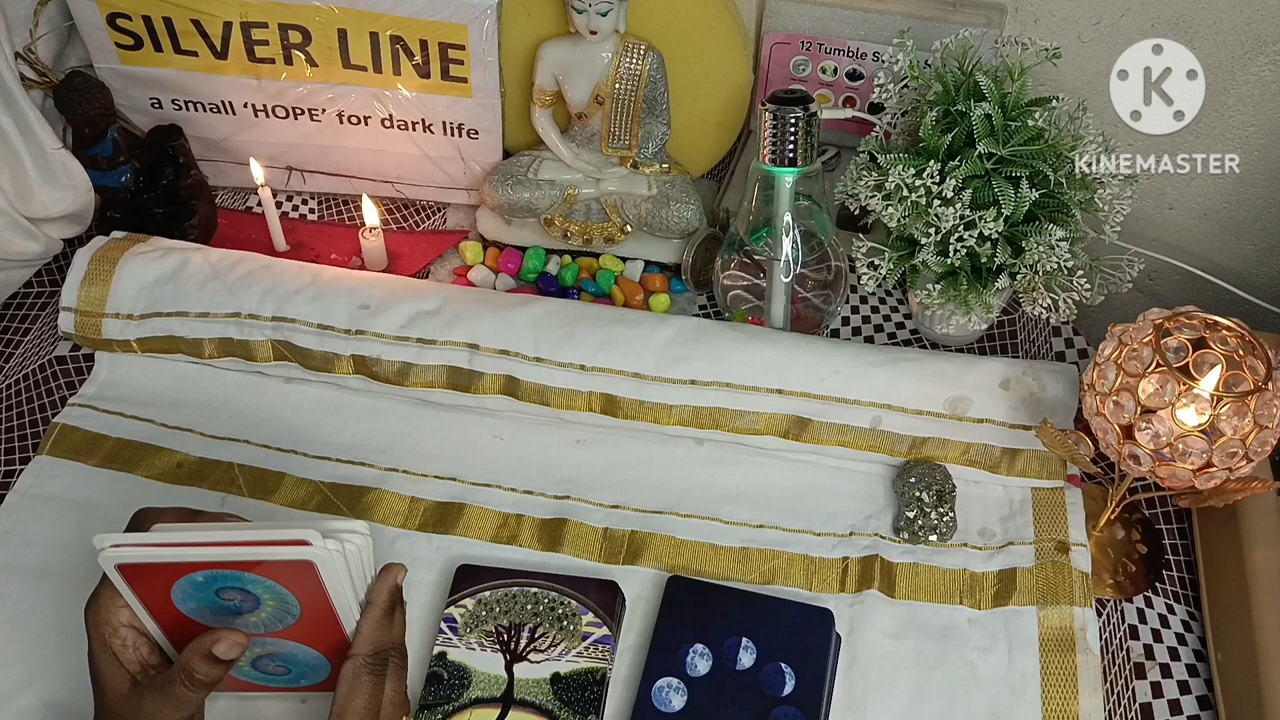 SILVER LINE
a small ‘HOPE’ for dark life
12 Tumble
K
KINEMASTER